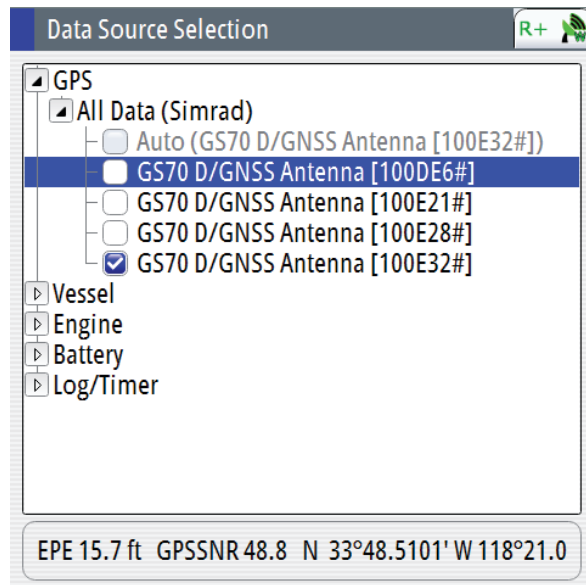 Data Source Selection R+
GPS
All Data (Simrad)
Auto (GS70 D/GNSS Antenna [100E32#])
GS70 D/GNSS Antenna [100DE6#]
GS70 D/GNSS Antenna [100E21#]
GS70 D/GNSS Antenna [100E28#]
GS70 D/GNSS Antenna [100E32#]
Vessel
Engine
Battery
Log/Timer
EPE 15.7 ft GPSSNR 48.8 N 33°48.5101' W 118°21.0